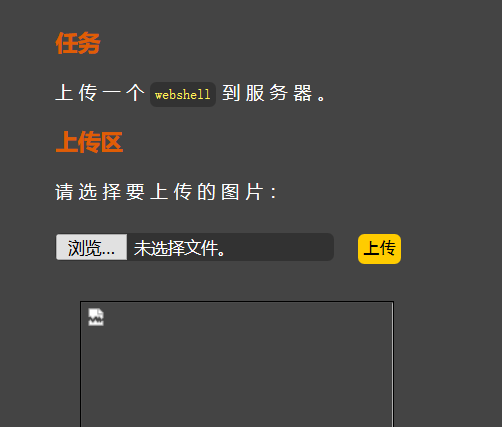 任务
上传一个 webshell 到服务器。
上传区
请选择要上传的图片：
浏览... 未选择文件。 上传